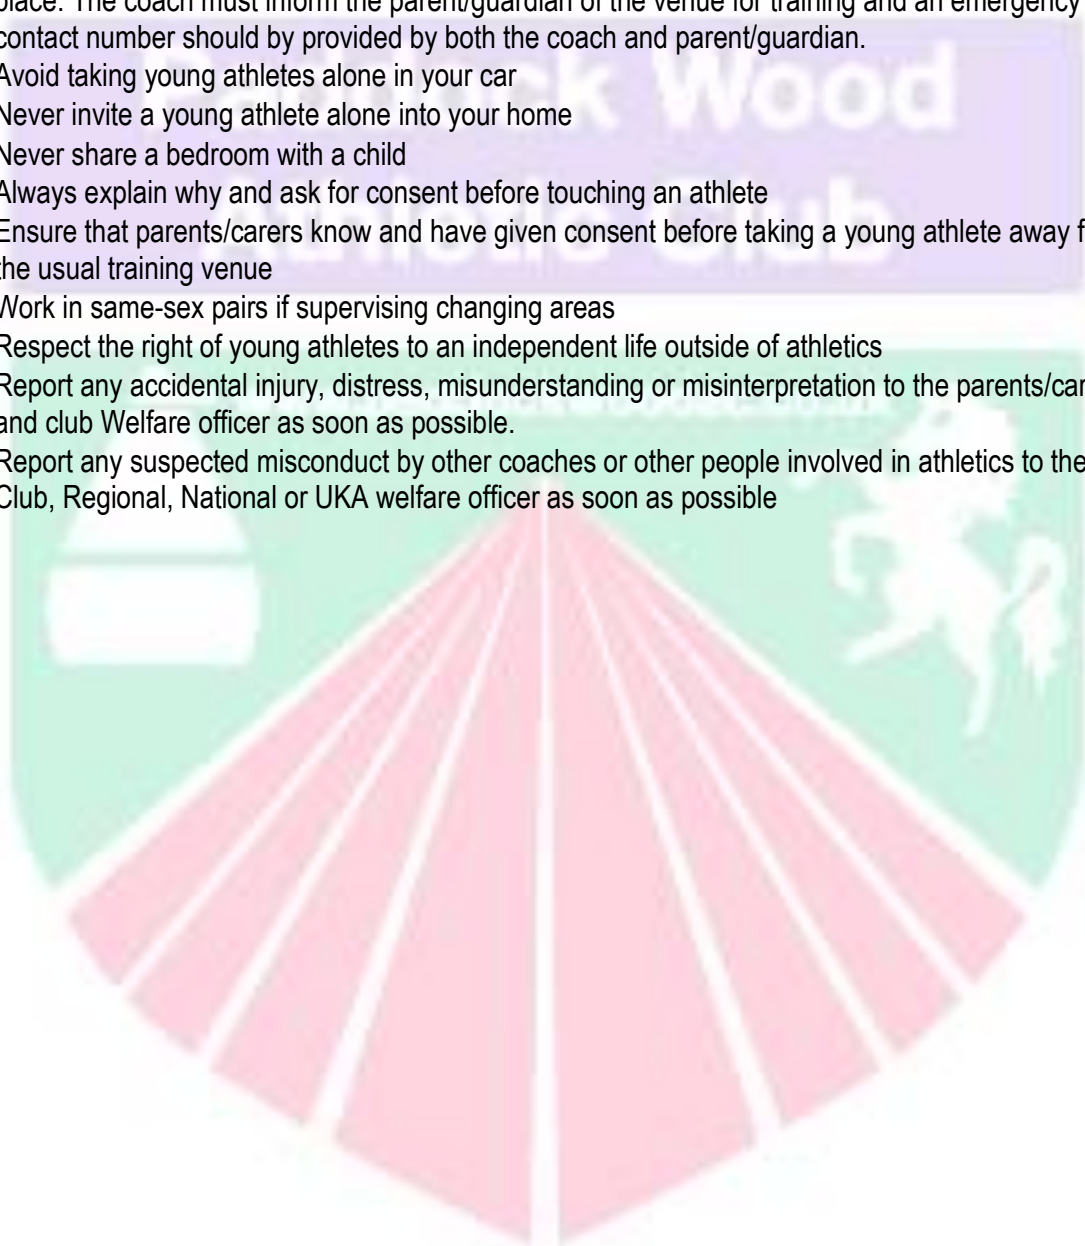 place. The coach must inform the parent/guardian of the venue for training and an emergency
contact number should by provided by both the coach and parent/guardian.
Avoid taking young athletes alone in your car
Never invite a young athlete alone into your home
Never share a bedroom with a child
Always explain why and ask for consent before touching an athlete
Ensure that parents/carers know and have given consent before taking a young athlete away f
the usual training venue
Work in same-sex pairs if supervising changing areas
Respect the right of young athletes to an independent life outside of athletics
Report any accidental injury, distress, misunderstanding or misinterpretation to the parents/car
and club Welfare officer as soon as possible.
Report any suspected misconduct by other coaches or other people involved in athletics to the
Club, Regional, National or UKA welfare officer as soon as possible
Paddock Wood
Athletic Club